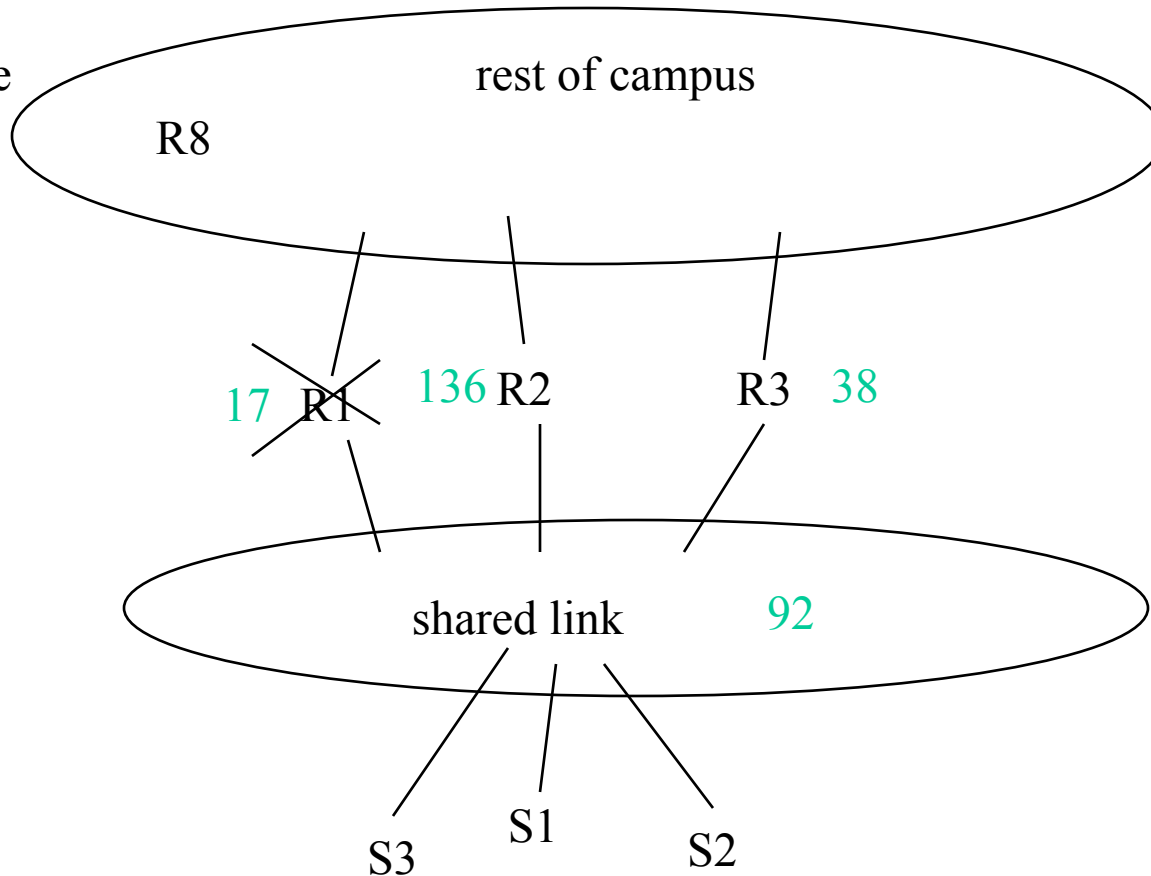 e
rest of campus
R8
17 R1 136 R2 R3 38
shared link 92
S3 S1 S2